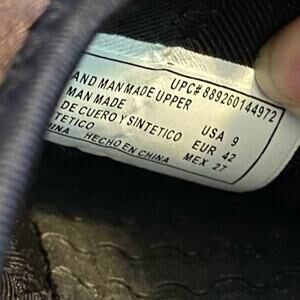 UPC# 889260144972
AND MAN MADE UPPER
MAN MADE
DE CUERO Y SINTETICO
TETICO
INA HECHO EN CHINA
USA 9
EUR 42
MEX 27